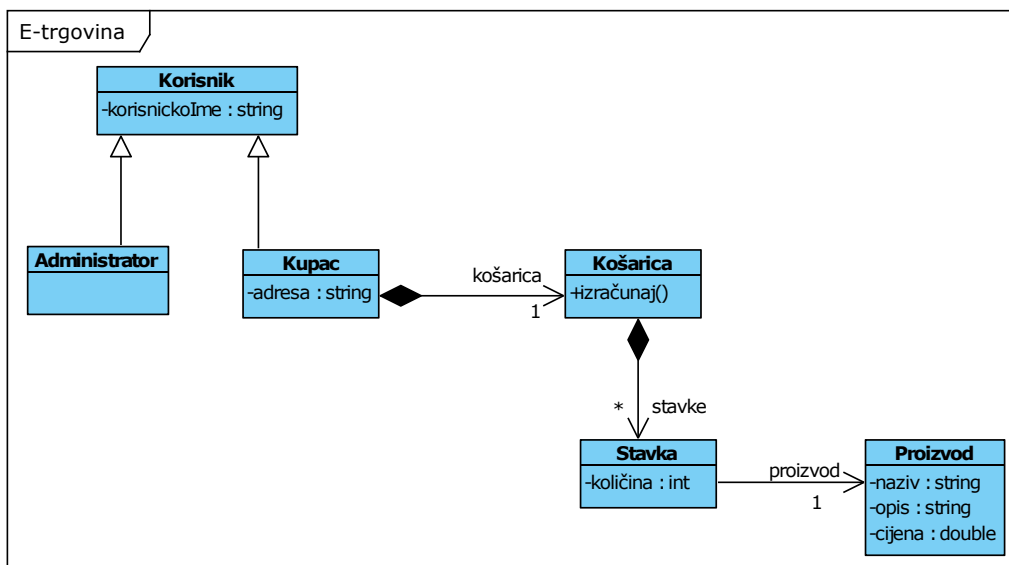 E-trgovina
Korisnik
-korisnickoIme : string
Administrator
Kupac
-adresa : string
košarica
1
Košarica
+izračunaj()
*
stavke
Stavka
-količina : int
proizvod
1
Proizvod
-naziv : string
-opis : string
-cijena : double